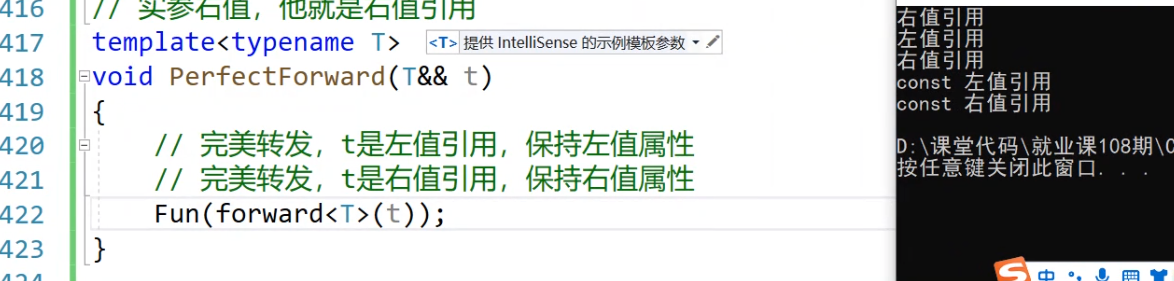 416 // 实参右值，他就是右值引用
417 template<typename T> <T> 提供 IntelliSense 的示例模板参数
418 void PerfectForward(T&& t)
419 {
420 // 完美转发，t是左值引用，保持左值属性
421 // 完美转发，t是右值引用，保持右值属性
422 Fun(forward<T>(t));
423 }
右值引用
左值引用
右值引用
const 左值引用
const 右值引用
D:\课堂代码\就业课108期\
按任意键关闭此窗口. . .
中